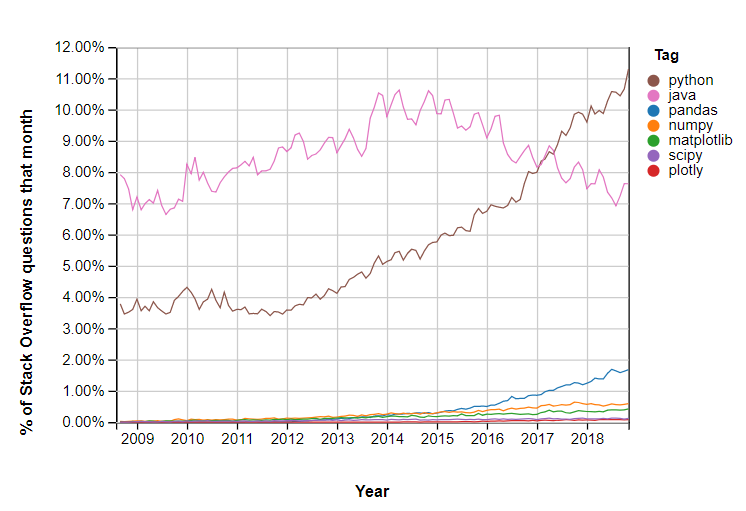 % of Stack Overflow questions that month
12.00%
11.00%
10.00%
9.00%
8.00%
7.00%
6.00%
5.00%
4.00%
3.00%
2.00%
1.00%
0.00%
2009 2010 2011 2012 2013 2014 2015 2016 2017 2018
Year
Tag
python
java
pandas
numpy
matplotlib
scipy
plotly